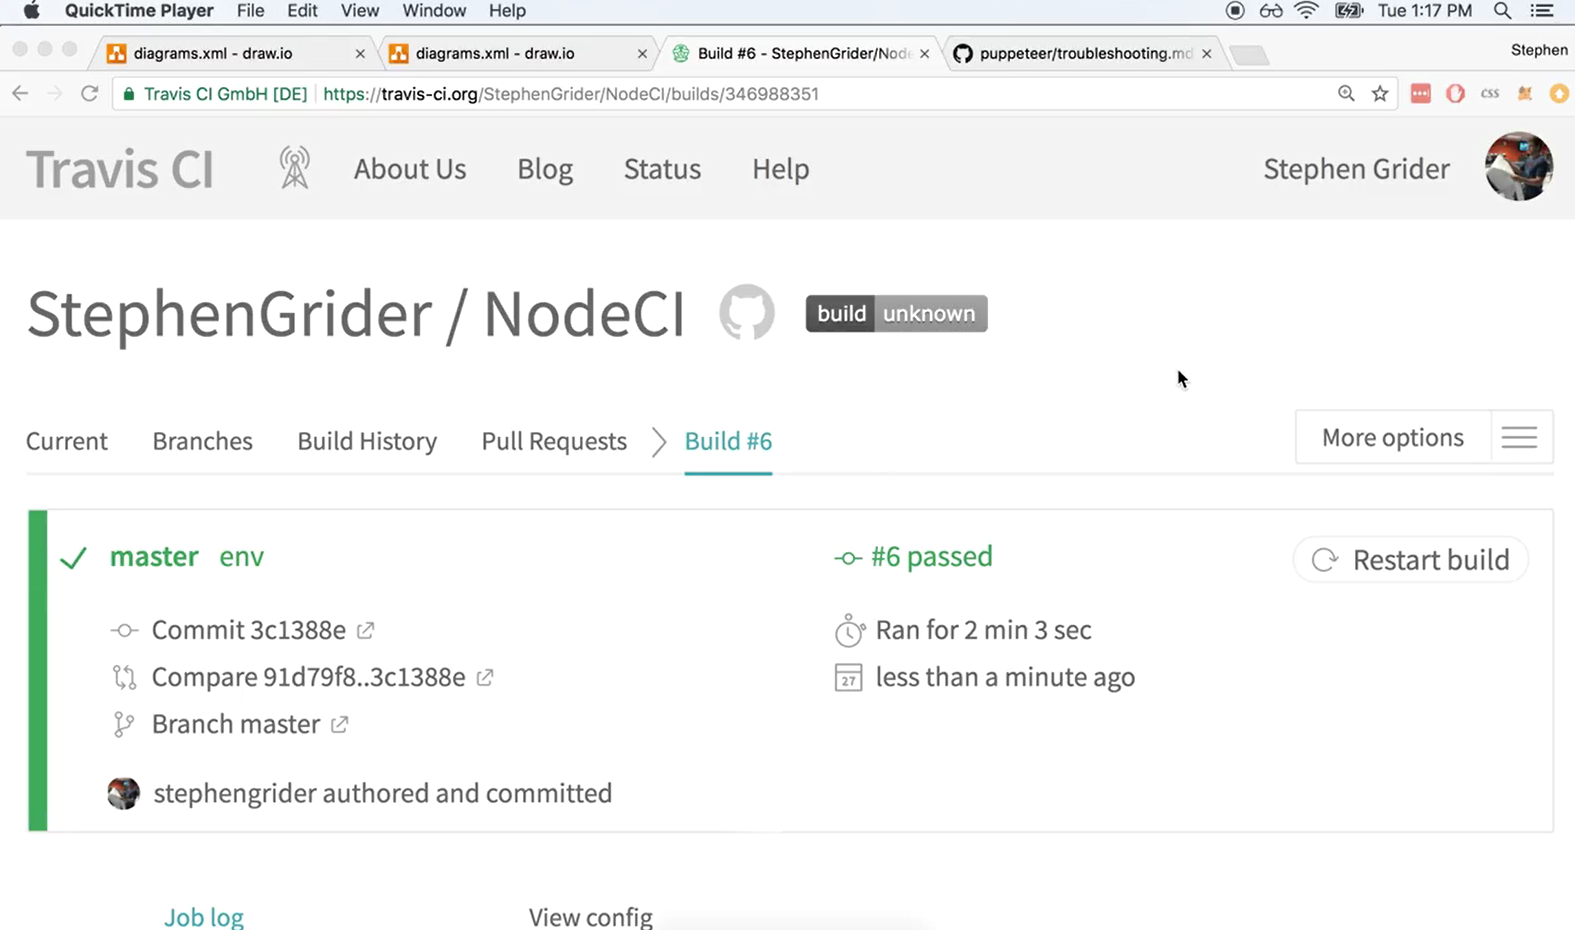 QuickTime Player File Edit View Window Help Tue 1:17 PM
diagrams.xml - draw.io diagrams.xml - draw.io Build #6 - StephenGrider/Node puppeteer/troubleshooting.md Stephen
Travis CI GmbH [DE] https://travis-ci.org/StephenGrider/NodeCI/builds/346988351 CSS
Travis CI About Us Blog Status Help Stephen Grider
StephenGrider / NodeCI build unknown
Current Branches Build History Pull Requests Build #6 More options
master env #6 passed Restart build
Commit 3c1388e Ran for 2 min 3 sec
Compare 91d79f8..3c1388e 27 less than a minute ago
Branch master
stephengrider authored and committed
Job log View config